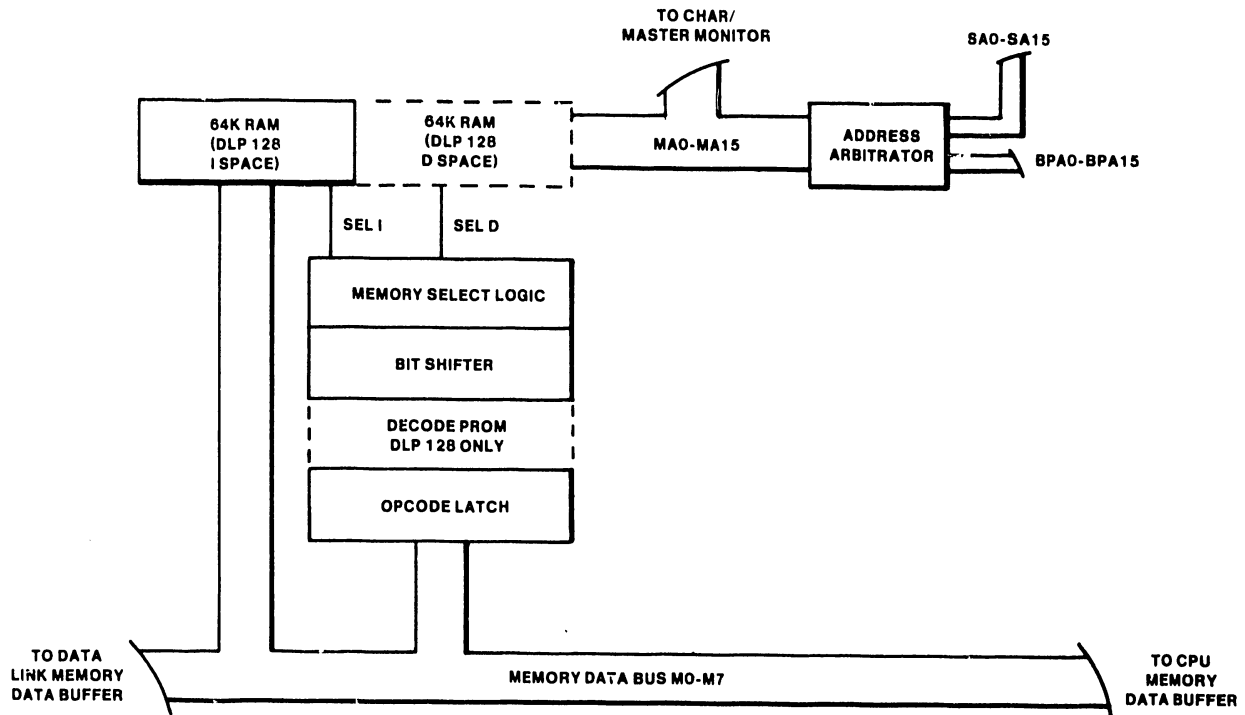 TO CHAR/
MASTER MONITOR
SA0-SA15
64K RAM
(DLP 128
I SPACE)
64K RAM
(DLP 128
D SPACE)
MA0-MA15
ADDRESS
ARBITRATOR
BPA0-BPA15
SEL I
SEL D
MEMORY SELECT LOGIC
BIT SHIFTER
DECODE PROM
DLP 128 ONLY
OPCODE LATCH
TO DATA
LINK MEMORY
DATA BUFFER
MEMORY DATA BUS M0-M7
TO CPU
MEMORY
DATA BUFFER